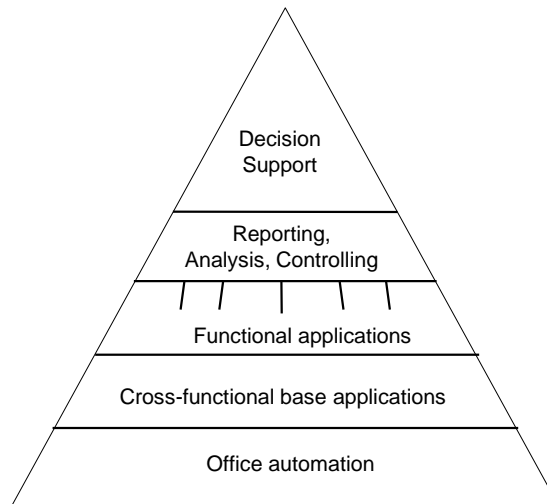 Decision
Support
Reporting,
Analysis, Controlling
Functional applications
Cross-functional base applications
Office automation